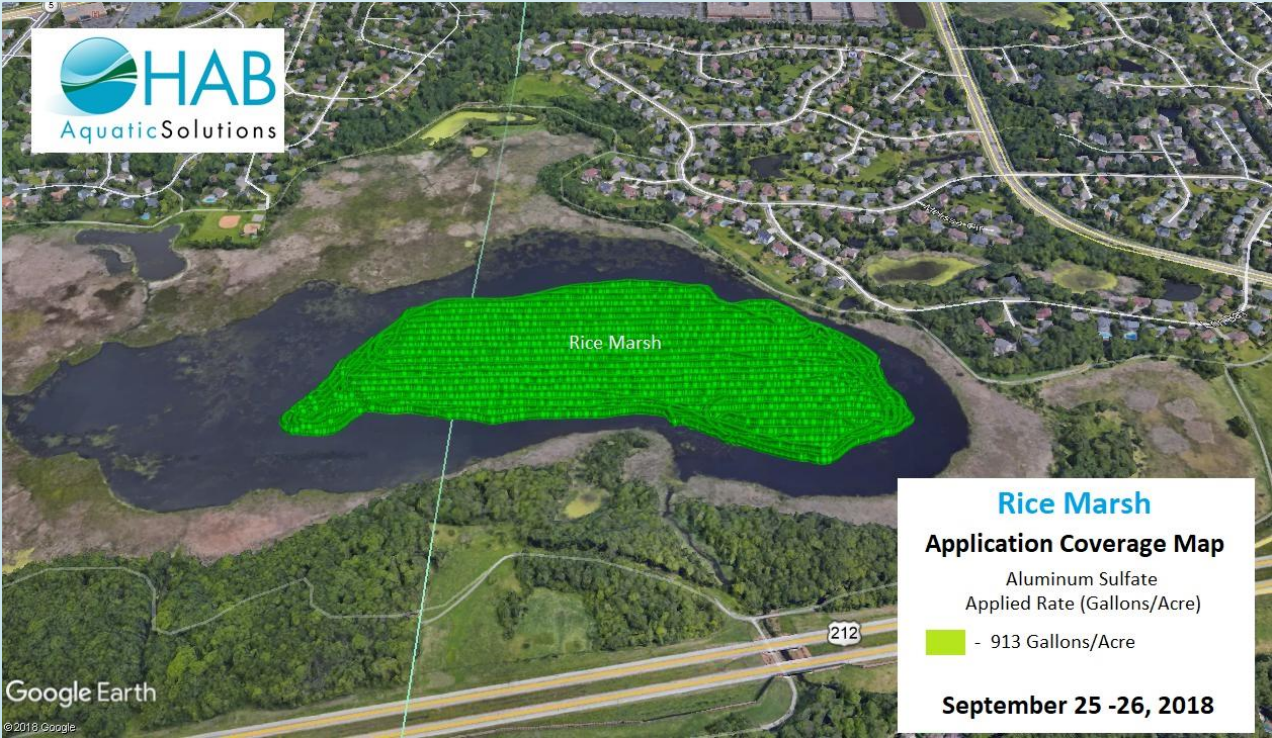 5
HAB
AquaticSolutions
Rice Marsh
212
Rice Marsh
Application Coverage Map
Aluminum Sulfate
Applied Rate (Gallons/Acre)
- 913 Gallons/Acre
September 25 -26, 2018
Google Earth
©2018 Google